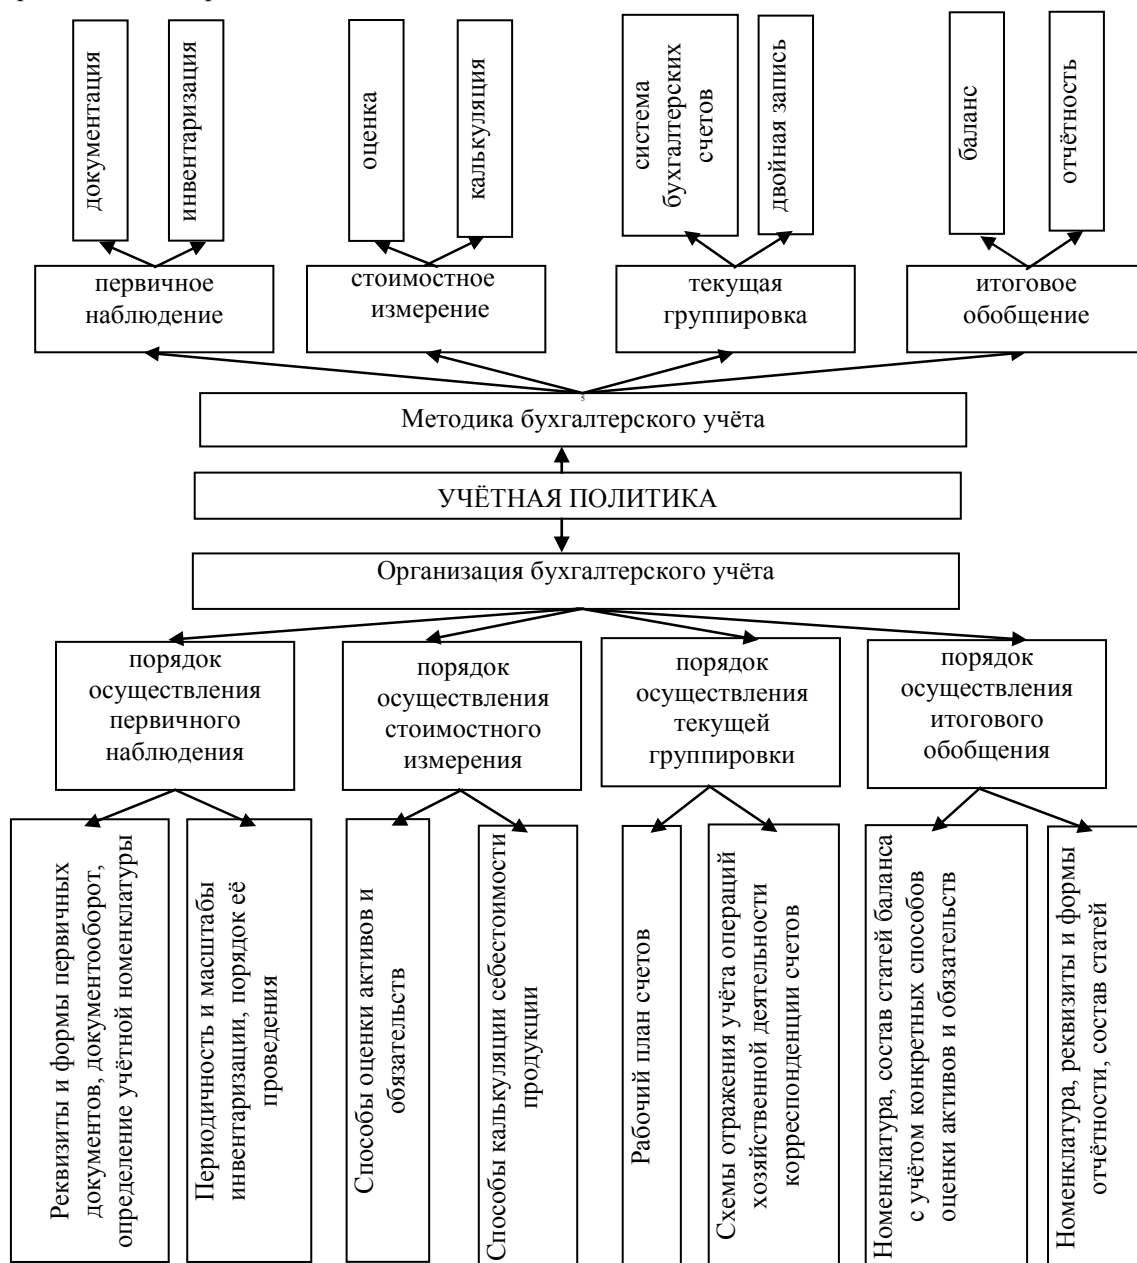 документация
инвентаризация
оценка
калькуляция
система
бухгалтерских
счетов
двойная запись
баланс
отчётность
первичное
наблюдение
стоимостное
измерение
текущая
группировка
итоговое
обобщение
Методика бухгалтерского учёта
УЧЁТНАЯ ПОЛИТИКА
Организация бухгалтерского учёта
порядок
осуществления
первичного
наблюдения
порядок
осуществления
стоимостного
измерения
порядок
осуществления
текущей
группировки
порядок
осуществления
итогового
обобщения
Реквизиты и формы первичных
документов, документооборот,
определение учётной номенклатуры
Периодичность и масштабы
инвентаризации, порядок её
проведения
Способы оценки активов и
обязательств
Способы калькуляции себестоимости
продукции
Рабочий план счетов
Схемы отражения учёта операций
хозяйственной деятельности
корреспонденции счетов
Номенклатура, состав статей баланса
с учётом конкретных способов
оценки активов и обязательств
Номенклатура, реквизиты и формы
отчётности, состав статей